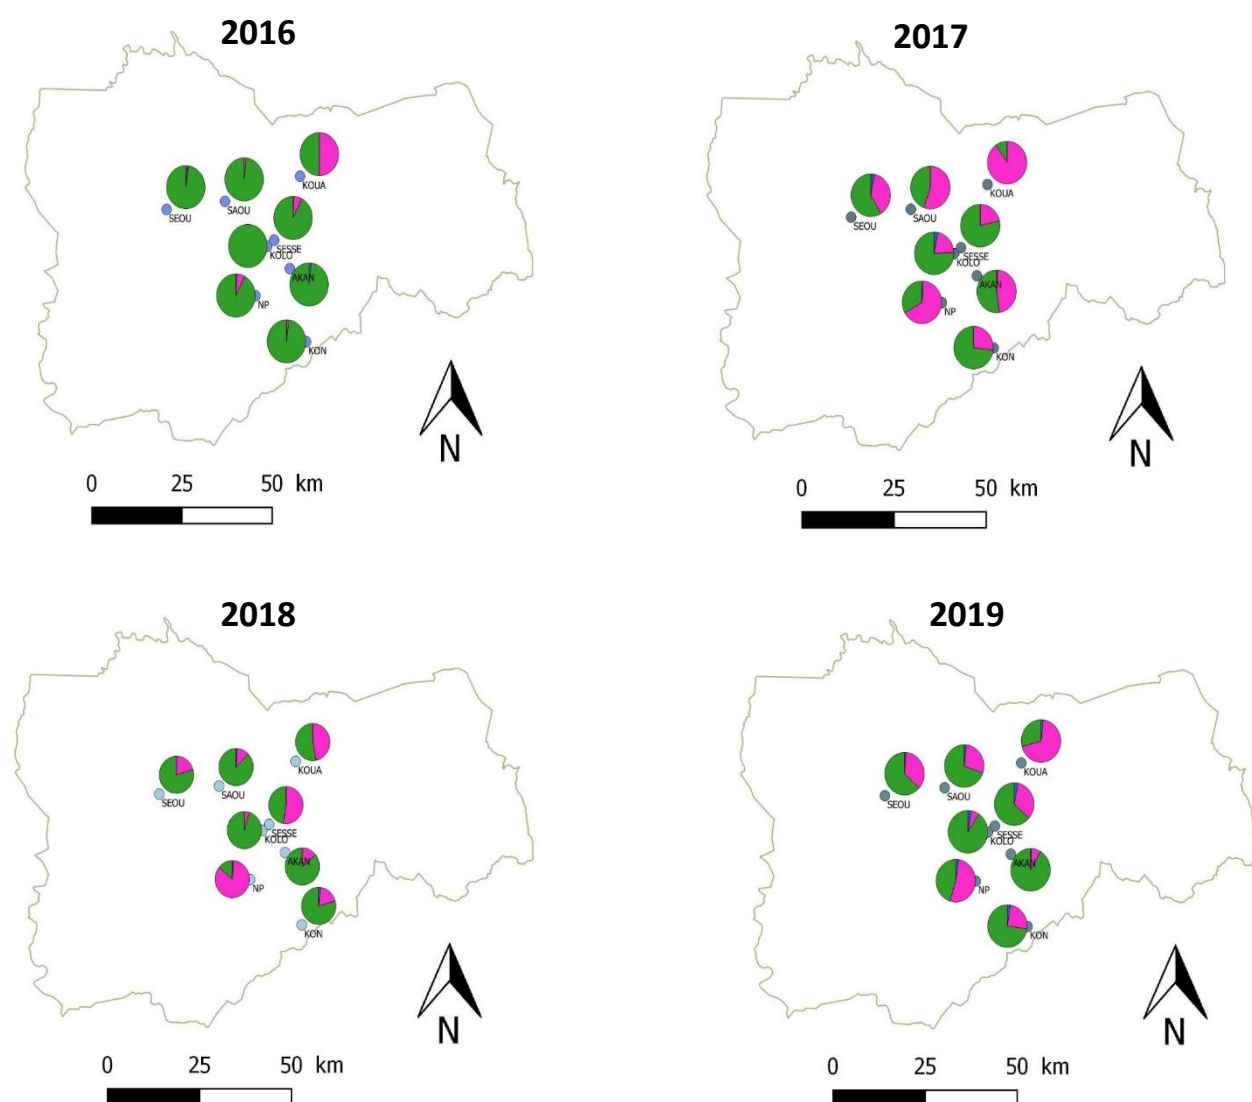 2016
KOUA
SEOU
SAOU
SESSE
KOLO
AKAN
NP
KON
N
0 25 50 km
2017
KOUA
SEOU
SAOU
SESSE
KOLO
AKAN
NP
KON
N
0 25 50 km
2018
KOUA
SEOU
SAOU
SESSE
KOLO
AKAN
NP
KON
N
0 25 50 km
2019
KOUA
SEOU
SAOU
SESSE
KOLO
AKAN
NP
KON
N
0 25 50 km